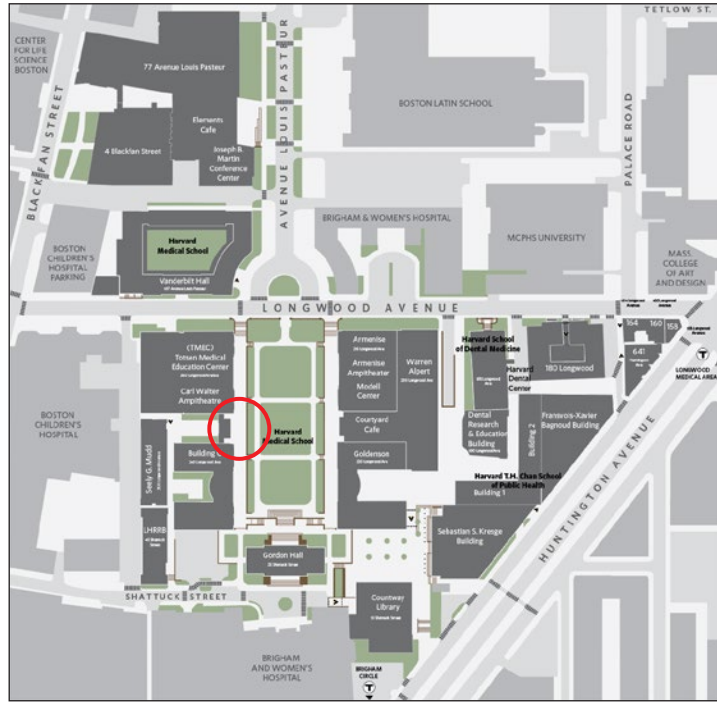 TETLOW ST.
CENTER
FOR LIFE
SCIENCE
BOSTON
77 Avenue Louis Pasteur
AVENUE LOUIS PASTEUR
BOSTON LATIN SCHOOL
PALACE ROAD
BLACKFAN STREET
Elements
Cafe
4 Blackfan Street
Joseph B.
Martin
Conference
Center
BRIGHAM & WOMEN'S HOSPITAL
MCPHS UNIVERSITY
BOSTON
CHILDREN'S
HOSPITAL
PARKING
Harvard
Medical School
Vanderbilt Hall
MASS.
COLLEGE
OF ART
AND DESIGN
LONGWOOD AVENUE
(TMEC)
Tosteen Medical
Education Center
Carl Walter
Ampitheatre
Armenise
Armenise
Ampitheater
Modell
Center
Warren
Alpert
Harvard School
of Dental Medicine
Harvard
Dental
Center
180 Longwood
164
160
158
641
LONGWOOD
MEDICAL AREA
BOSTON
CHILDREN'S
HOSPITAL
Harvard
Medical School
Courtyard
Cafe
Dental
Research
& Education
Building
Building 2
Fransvois-Xavier
Bagnoud Building
Seely G. Mudd
Building
Goldenson
Harvard T.H. Chan School
of Public Health
Building 1
HUNTINGTON AVENUE
LHRRB
Gordon Hall
Sebastian S. Kresge
Building
SHATTUCK STREET
Countway
Library
BRIGHAM
AND WOMEN'S
HOSPITAL
BRIGHAM
CIRCLE
T